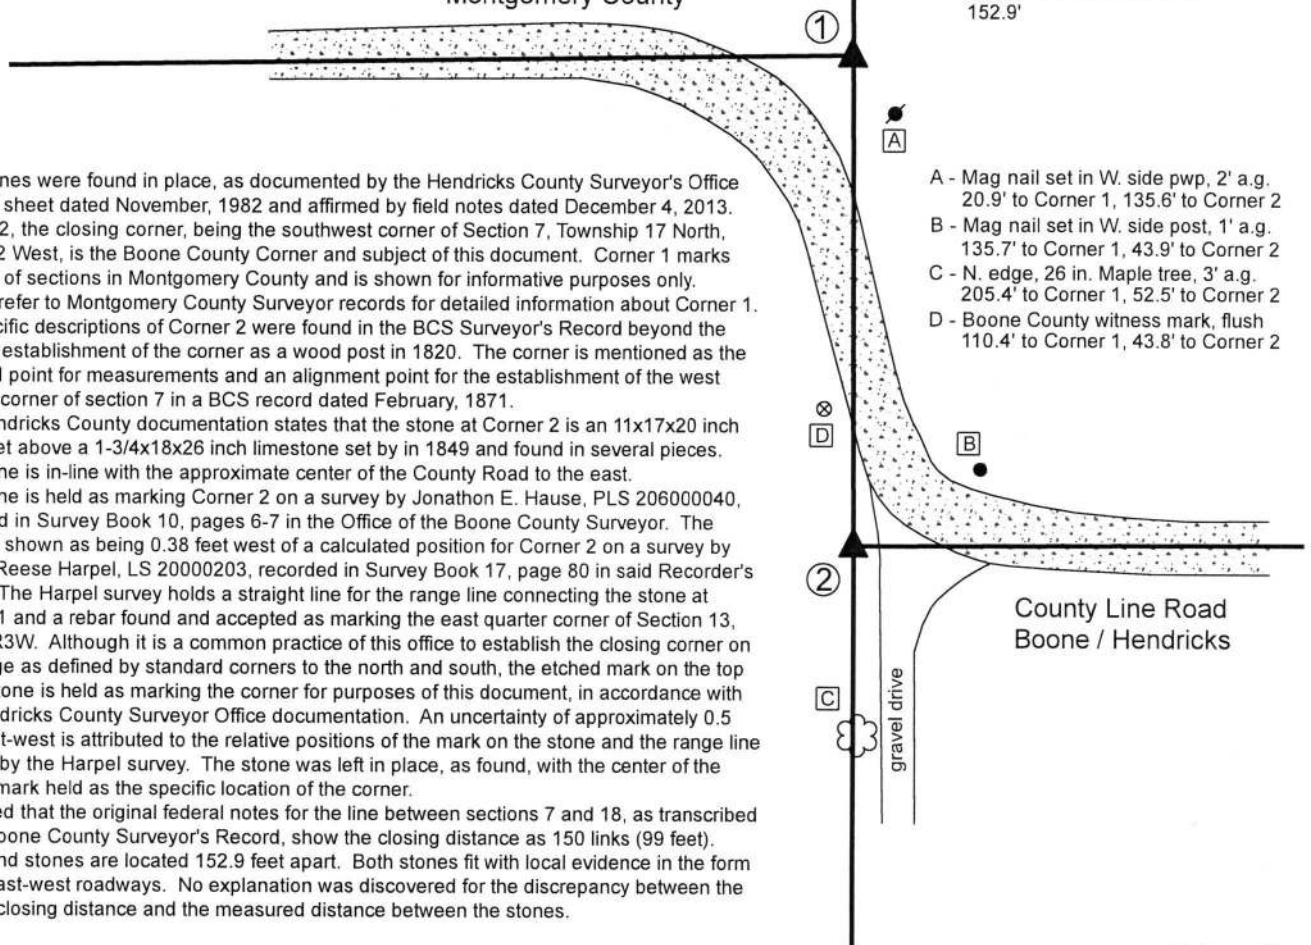 Montgomery County
152.9'
1
A
nes were found in place, as documented by the Hendricks County Surveyor's Office
sheet dated November, 1982 and affirmed by field notes dated December 4, 2013.
2, the closing corner, being the southwest corner of Section 7, Township 17 North,
2 West, is the Boone County Corner and subject of this document. Corner 1 marks
of sections in Montgomery County and is shown for informative purposes only.
refer to Montgomery County Surveyor records for detailed information about Corner 1.
cific descriptions of Corner 2 were found in the BCS Surveyor's Record beyond the
establishment of the corner as a wood post in 1820. The corner is mentioned as the
l point for measurements and an alignment point for the establishment of the west
corner of section 7 in a BCS record dated February, 1871.
ndricks County documentation states that the stone at Corner 2 is an 11x17x20 inch
et above a 1-3/4x18x26 inch limestone set by in 1849 and found in several pieces.
ne is in-line with the approximate center of the County Road to the east.
ne is held as marking Corner 2 on a survey by Jonathon E. Hause, PLS 206000040,
d in Survey Book 10, pages 6-7 in the Office of the Boone County Surveyor. The
shown as being 0.38 feet west of a calculated position for Corner 2 on a survey by
Reese Harpel, LS 20000203, recorded in Survey Book 17, page 80 in said Recorder's
The Harpel survey holds a straight line for the range line connecting the stone at
1 and a rebar found and accepted as marking the east quarter corner of Section 13,
R3W. Although it is a common practice of this office to establish the closing corner on
ge as defined by standard corners to the north and south, the etched mark on the top
tone is held as marking the corner for purposes of this document, in accordance with
dricks County Surveyor Office documentation. An uncertainty of approximately 0.5
t-west is attributed to the relative positions of the mark on the stone and the range line
by the Harpel survey. The stone was left in place, as found, with the center of the
mark held as the specific location of the corner.
ed that the original federal notes for the line between sections 7 and 18, as transcribed
oone County Surveyor's Record, show the closing distance as 150 links (99 feet).
nd stones are located 152.9 feet apart. Both stones fit with local evidence in the form
ast-west roadways. No explanation was discovered for the discrepancy between the
closing distance and the measured distance between the stones.
A - Mag nail set in W. side pwp, 2' a.g.
20.9' to Corner 1, 135.6' to Corner 2
B - Mag nail set in W. side post, 1' a.g.
135.7' to Corner 1, 43.9' to Corner 2
C - N. edge, 26 in. Maple tree, 3' a.g.
205.4' to Corner 1, 52.5' to Corner 2
D - Boone County witness mark, flush
110.4' to Corner 1, 43.8' to Corner 2
D
B
2
County Line Road
Boone / Hendricks
C
gravel drive